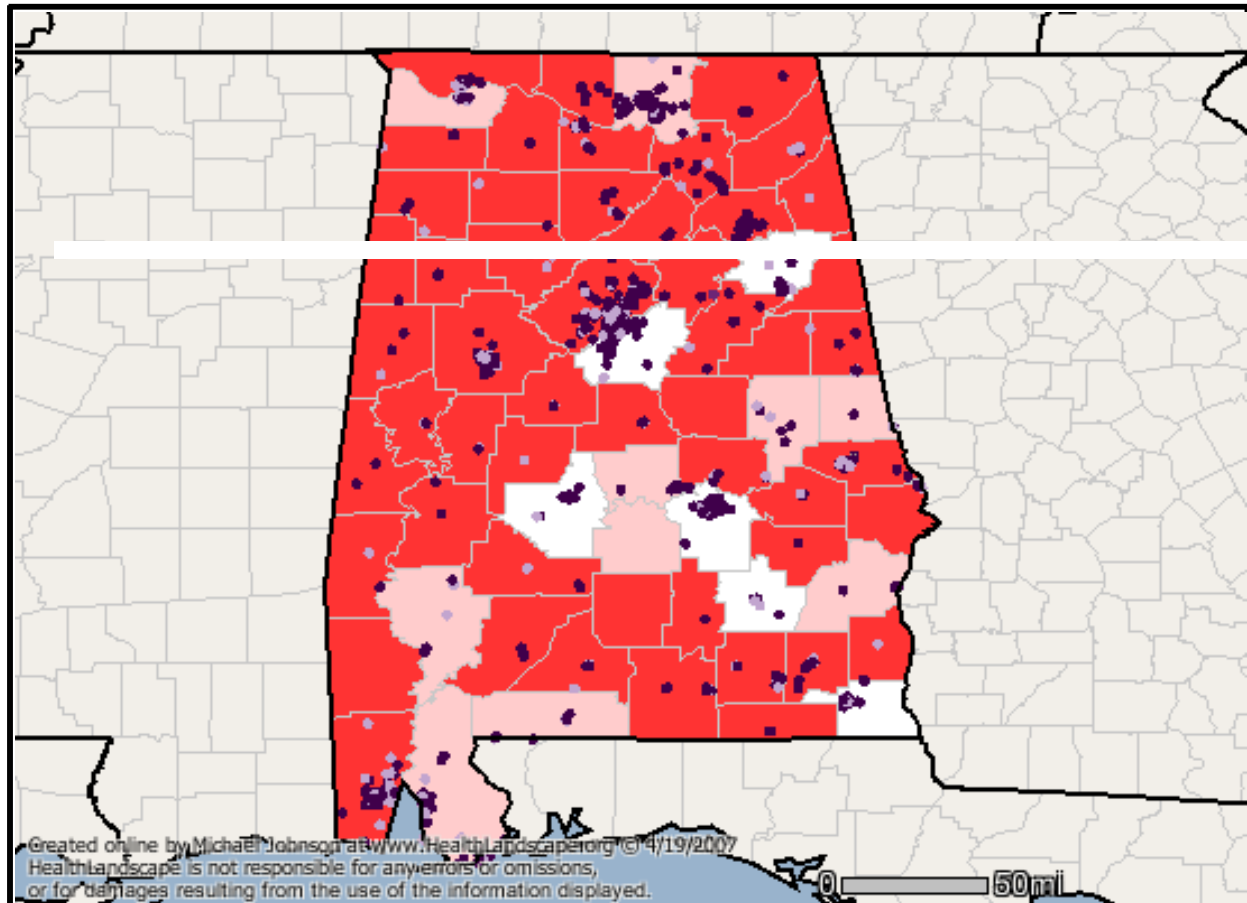 Created online by Michael Johnson at www.HealthLandscape.org © 4/19/2007
HealthLandscape is not responsible for any errors or omissions,
or for damages resulting from the use of the information displayed.
0 50mi